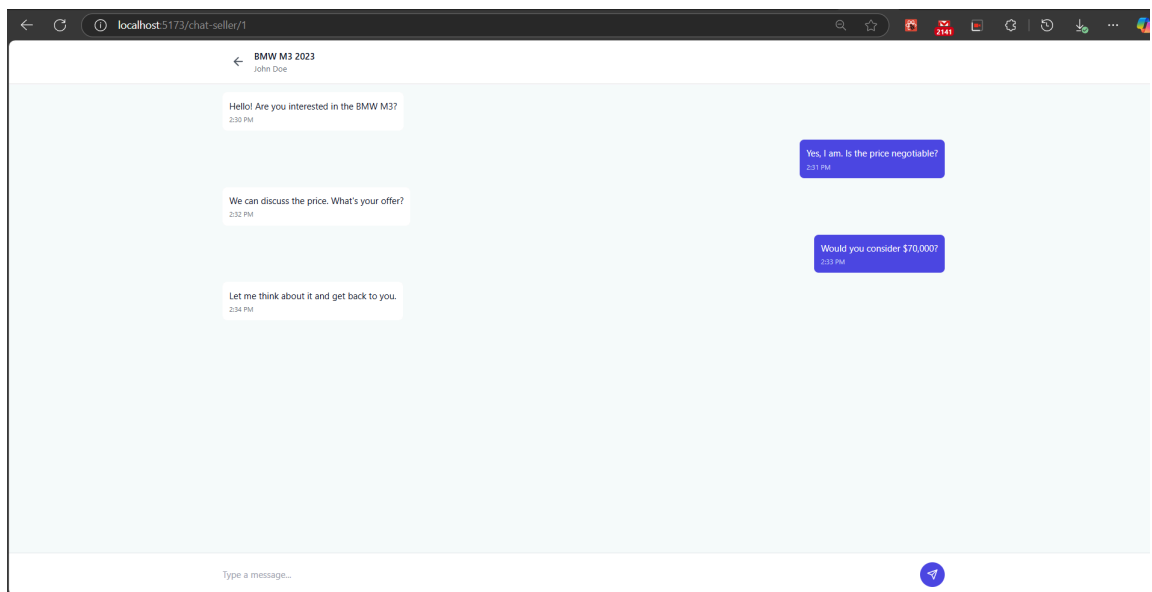 localhost:5173/chat-seller/1
2141
BMW M3 2023
John Doe
Hello! Are you interested in the BMW M3?
2:30 PM
Yes, I am. Is the price negotiable?
2:31 PM
We can discuss the price. What's your offer?
2:32 PM
Would you consider $70,000?
2:33 PM
Let me think about it and get back to you.
2:34 PM
Type a message...